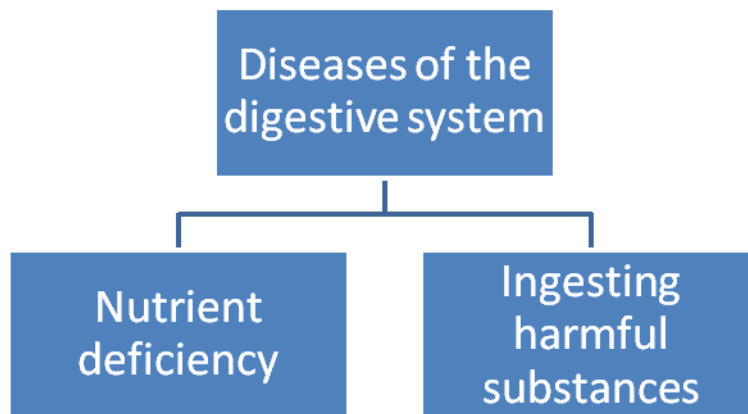 Diseases of the
digestive system
Nutrient
deficiency
Ingesting
harmful
substances